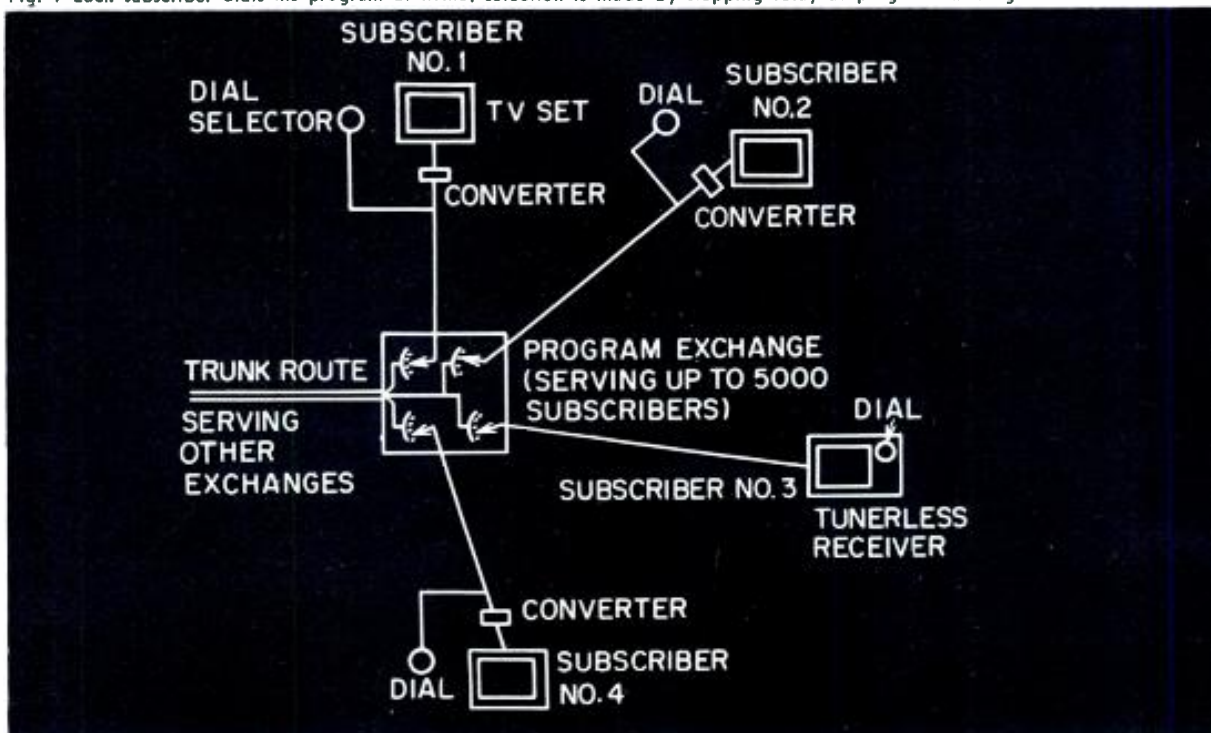 SUBSCRIBER
NO. 1
DIAL
SELECTOR
TV SET
CONVERTER
DIAL
SUBSCRIBER
NO.2
CONVERTER
TRUNK ROUTE
SERVING
OTHER
EXCHANGES
PROGRAM EXCHANGE
(SERVING UP TO 5000
SUBSCRIBERS)
DIAL
SUBSCRIBER NO. 3
TUNERLESS
RECEIVER
CONVERTER
DIAL
SUBSCRIBER
NO. 4